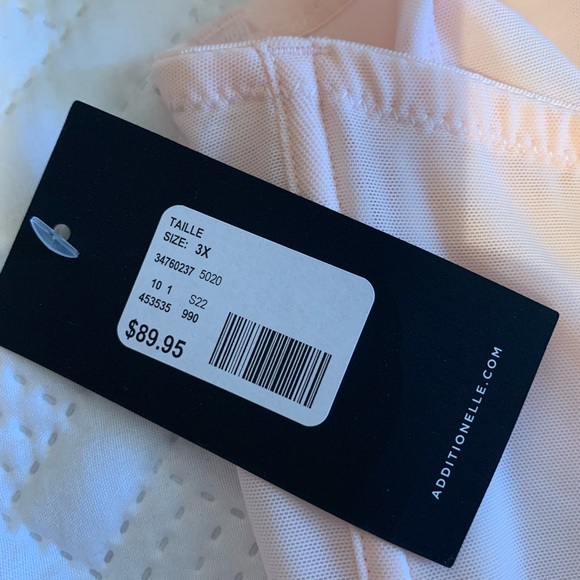 TAILLE
SIZE: 3X
34760237 5020
10 1 S22
453535 990
$89.95
ADDITIONELLE.COM